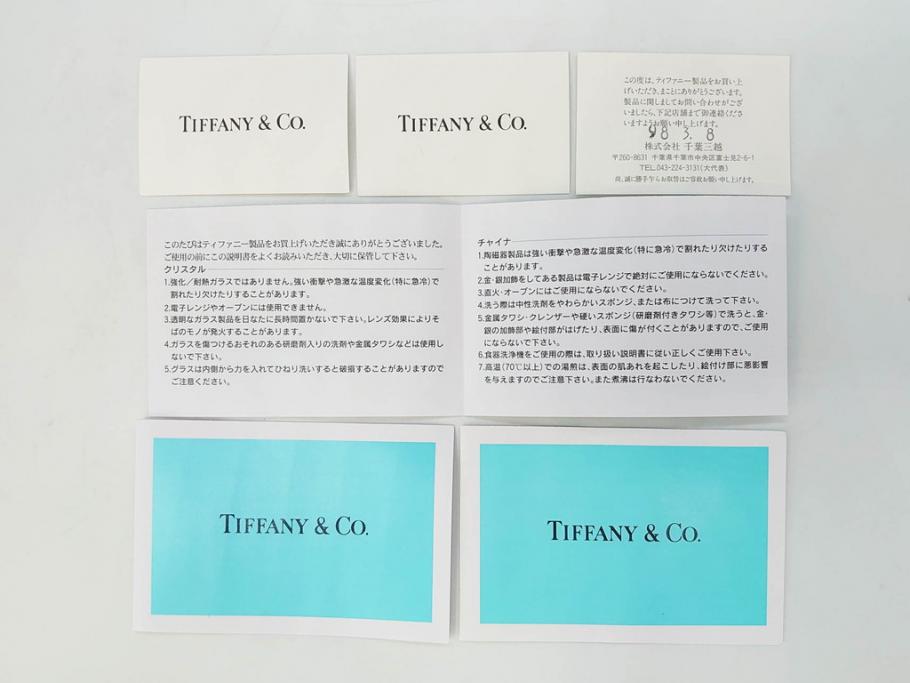 TIFFANY & CO.
TIFFANY & CO.
この度は、ティファニー製品をお買い上
げいただき、まことにありがとうございます。
製品に関しましてお問い合わせがござ
いましたら、下記店舗まで御連絡くださ
いますようお願い申し上げます。
98 3. 8
株式会社 千葉三越
〒260-8631 千葉県千葉市中央区富士見2-6-1
TEL.043-224-3131(大代表)
尚、誠に勝手乍らお取替はご容赦お願い申し上げます。
このたびはティファニー製品をお買上げいただき誠にありがとうございました。
ご使用の前にこの説明書をよくお読みいただき、大切に保管して下さい。
クリスタル
1.強化/耐熱ガラスではありません。強い衝撃や急激な温度変化(特に急冷)で
割れたり欠けたりすることがあります。
2.電子レンジやオーブンには使用できません。
3.透明なガラス製品を日なたに長時間置かないで下さい。レンズ効果によりそ
ばのモノが発火することがあります。
4.ガラスを傷つけるおそれのある研磨剤入りの洗剤や金属タワシなどは使用し
ないで下さい。
5.グラスは内側から力を入れてひねり洗いすると破損することがありますので
ご注意ください。
チャイナ
1.陶磁器製品は強い衝撃や急激な温度変化(特に急冷)で割れたり欠けたりする
ことがあります。
2.金・銀加飾をしてある製品は電子レンジで絶対にご使用にならないでください。
3.直火・オーブンにはご使用にならないでください。
4.洗う際は中性洗剤をやわらかいスポンジ、または布につけて洗って下さい。
5.金属タワシ・クレンザーや硬いスポンジ(研磨剤付きタワシ等)で洗うと、金・
銀の加飾部や絵付部がはげたり、表面に傷が付くことがありますので、ご使用
にならないで下さい。
6.食器洗浄機をご使用の際は、取り扱い説明書に従い正しくご使用下さい。
7.高温(70℃以上)での湯煎は、表面の肌あれを起こしたり、絵付け部に悪影響
を与えますのでご注意下さい。また煮沸は行なわないでください。
TIFFANY & CO.
TIFFANY & CO.